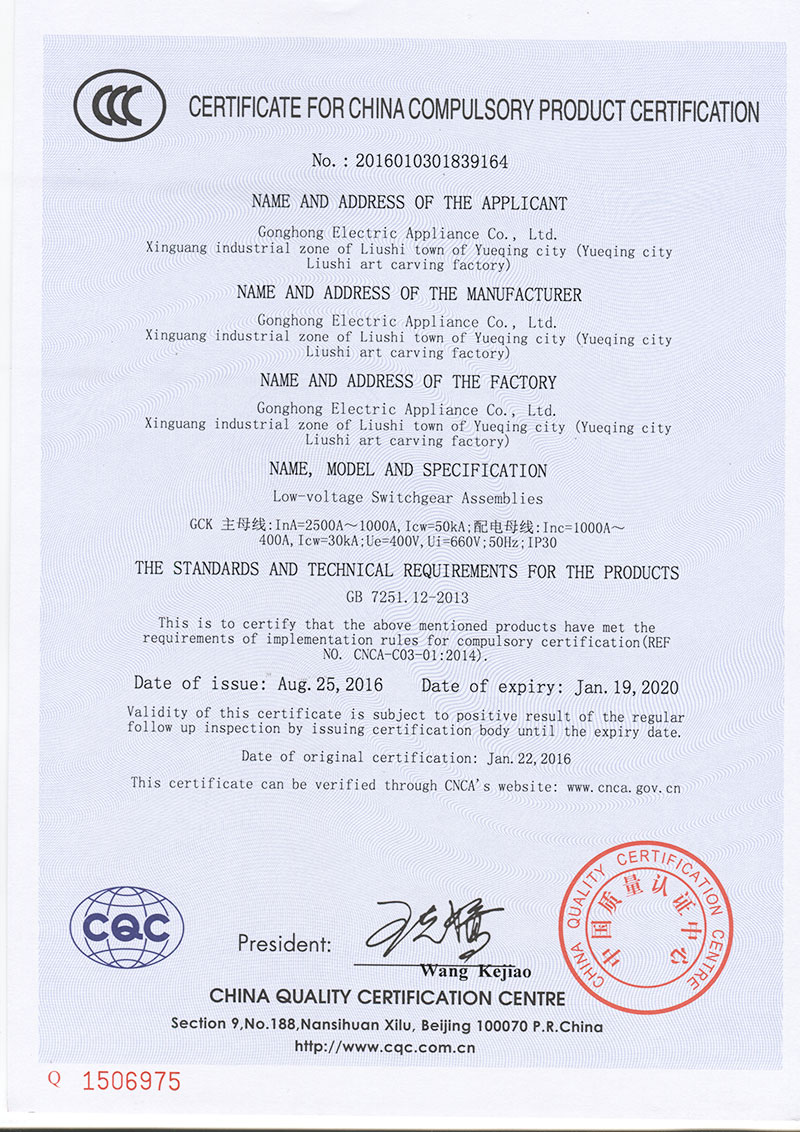 CCC
CERTIFICATE FOR CHINA COMPULSORY PRODUCT CERTIFICATION
No.: 2016010301839164
NAME AND ADDRESS OF THE APPLICANT
Gonghong Electric Appliance Co., Ltd.
Xinguang industrial zone of Liushi town of Yueqing city (Yueqing city
Liushi art carving factory)
NAME AND ADDRESS OF THE MANUFACTURER
Gonghong Electric Appliance Co., Ltd.
Xinguang industrial zone of Liushi town of Yueqing city (Yueqing city
Liushi art carving factory)
NAME AND ADDRESS OF THE FACTORY
Gonghong Electric Appliance Co., Ltd.
Xinguang industrial zone of Liushi town of Yueqing city (Yueqing city
Liushi art carving factory)
NAME, MODEL AND SPECIFICATION
Low-voltage Switchgear Assemblies
GCK 主母线:InA=2500A～1000A,Icw=50kA;配电母线:Inc=1000A～
400A,Icw=30kA;Ue=400V,Ui=660V;50Hz;IP30
THE STANDARDS AND TECHNICAL REQUIREMENTS FOR THE PRODUCTS
GB 7251.12-2013
This is to certify that the above mentioned products have met the
requirements of implementation rules for compulsory certification(REF
NO. CNCA-C03-01:2014).
Date of issue: Aug.25,2016 Date of expiry: Jan.19,2020
Validity of this certificate is subject to positive result of the regular
follow up inspection by issuing certification body until the expiry date.
Date of original certification: Jan.22,2016
This certificate can be verified through CNCA's website: www.cnca.gov.cn
CQC
President:
王克娇
Wang Kejiao
CHINA QUALITY CERTIFICATION CENTRE
中国质量认证中心
CHINA QUALITY CERTIFICATION CENTRE
Section 9,No.188,Nansihuan Xilu, Beijing 100070 P.R.China
http://www.cqc.com.cn
Q 1506975